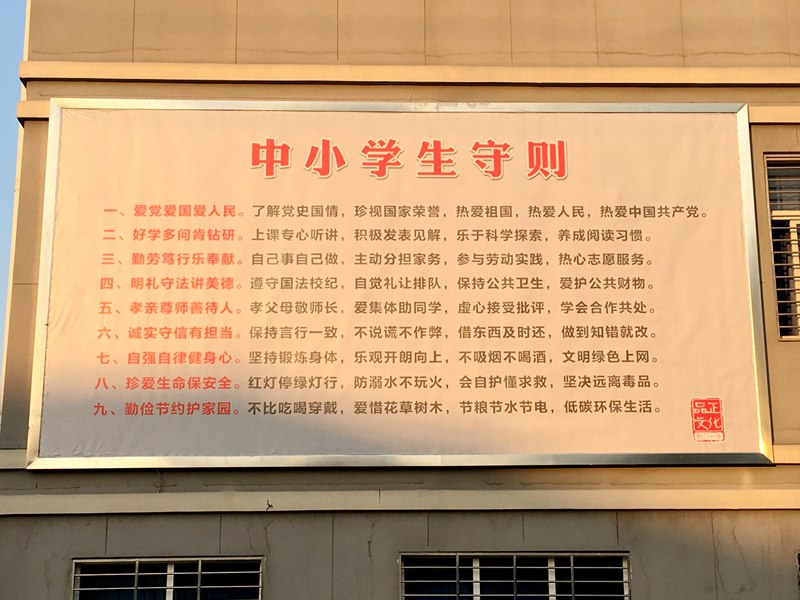 中小学生守则
一、爱党爱国爱人民。了解党史国情，珍视国家荣誉，热爱祖国，热爱人民，热爱中国共产党。
二、好学多问肯钻研。上课专心听讲，积极发表见解，乐于科学探索，养成阅读习惯。
三、勤劳笃行乐奉献。自己事自己做，主动分担家务，参与劳动实践，热心志愿服务。
四、明礼守法讲美德。遵守国法校纪，自觉礼让排队，保持公共卫生，爱护公共财物。
五、孝亲尊师善待人。孝父母敬师长，爱集体助同学，虚心接受批评，学会合作共处。
六、诚实守信有担当。保持言行一致，不说谎不作弊，借东西及时还，做到知错就改。
七、自强自律健身心。坚持锻炼身体，乐观开朗向上，不吸烟不喝酒，文明绿色上网。
八、珍爱生命保安全。红灯停绿灯行，防溺水不玩火，会自护懂求救，坚决远离毒品。
九、勤俭节约护家园。不比吃喝穿戴，爱惜花草树木，节粮节水节电，低碳环保生活。
品正
文化